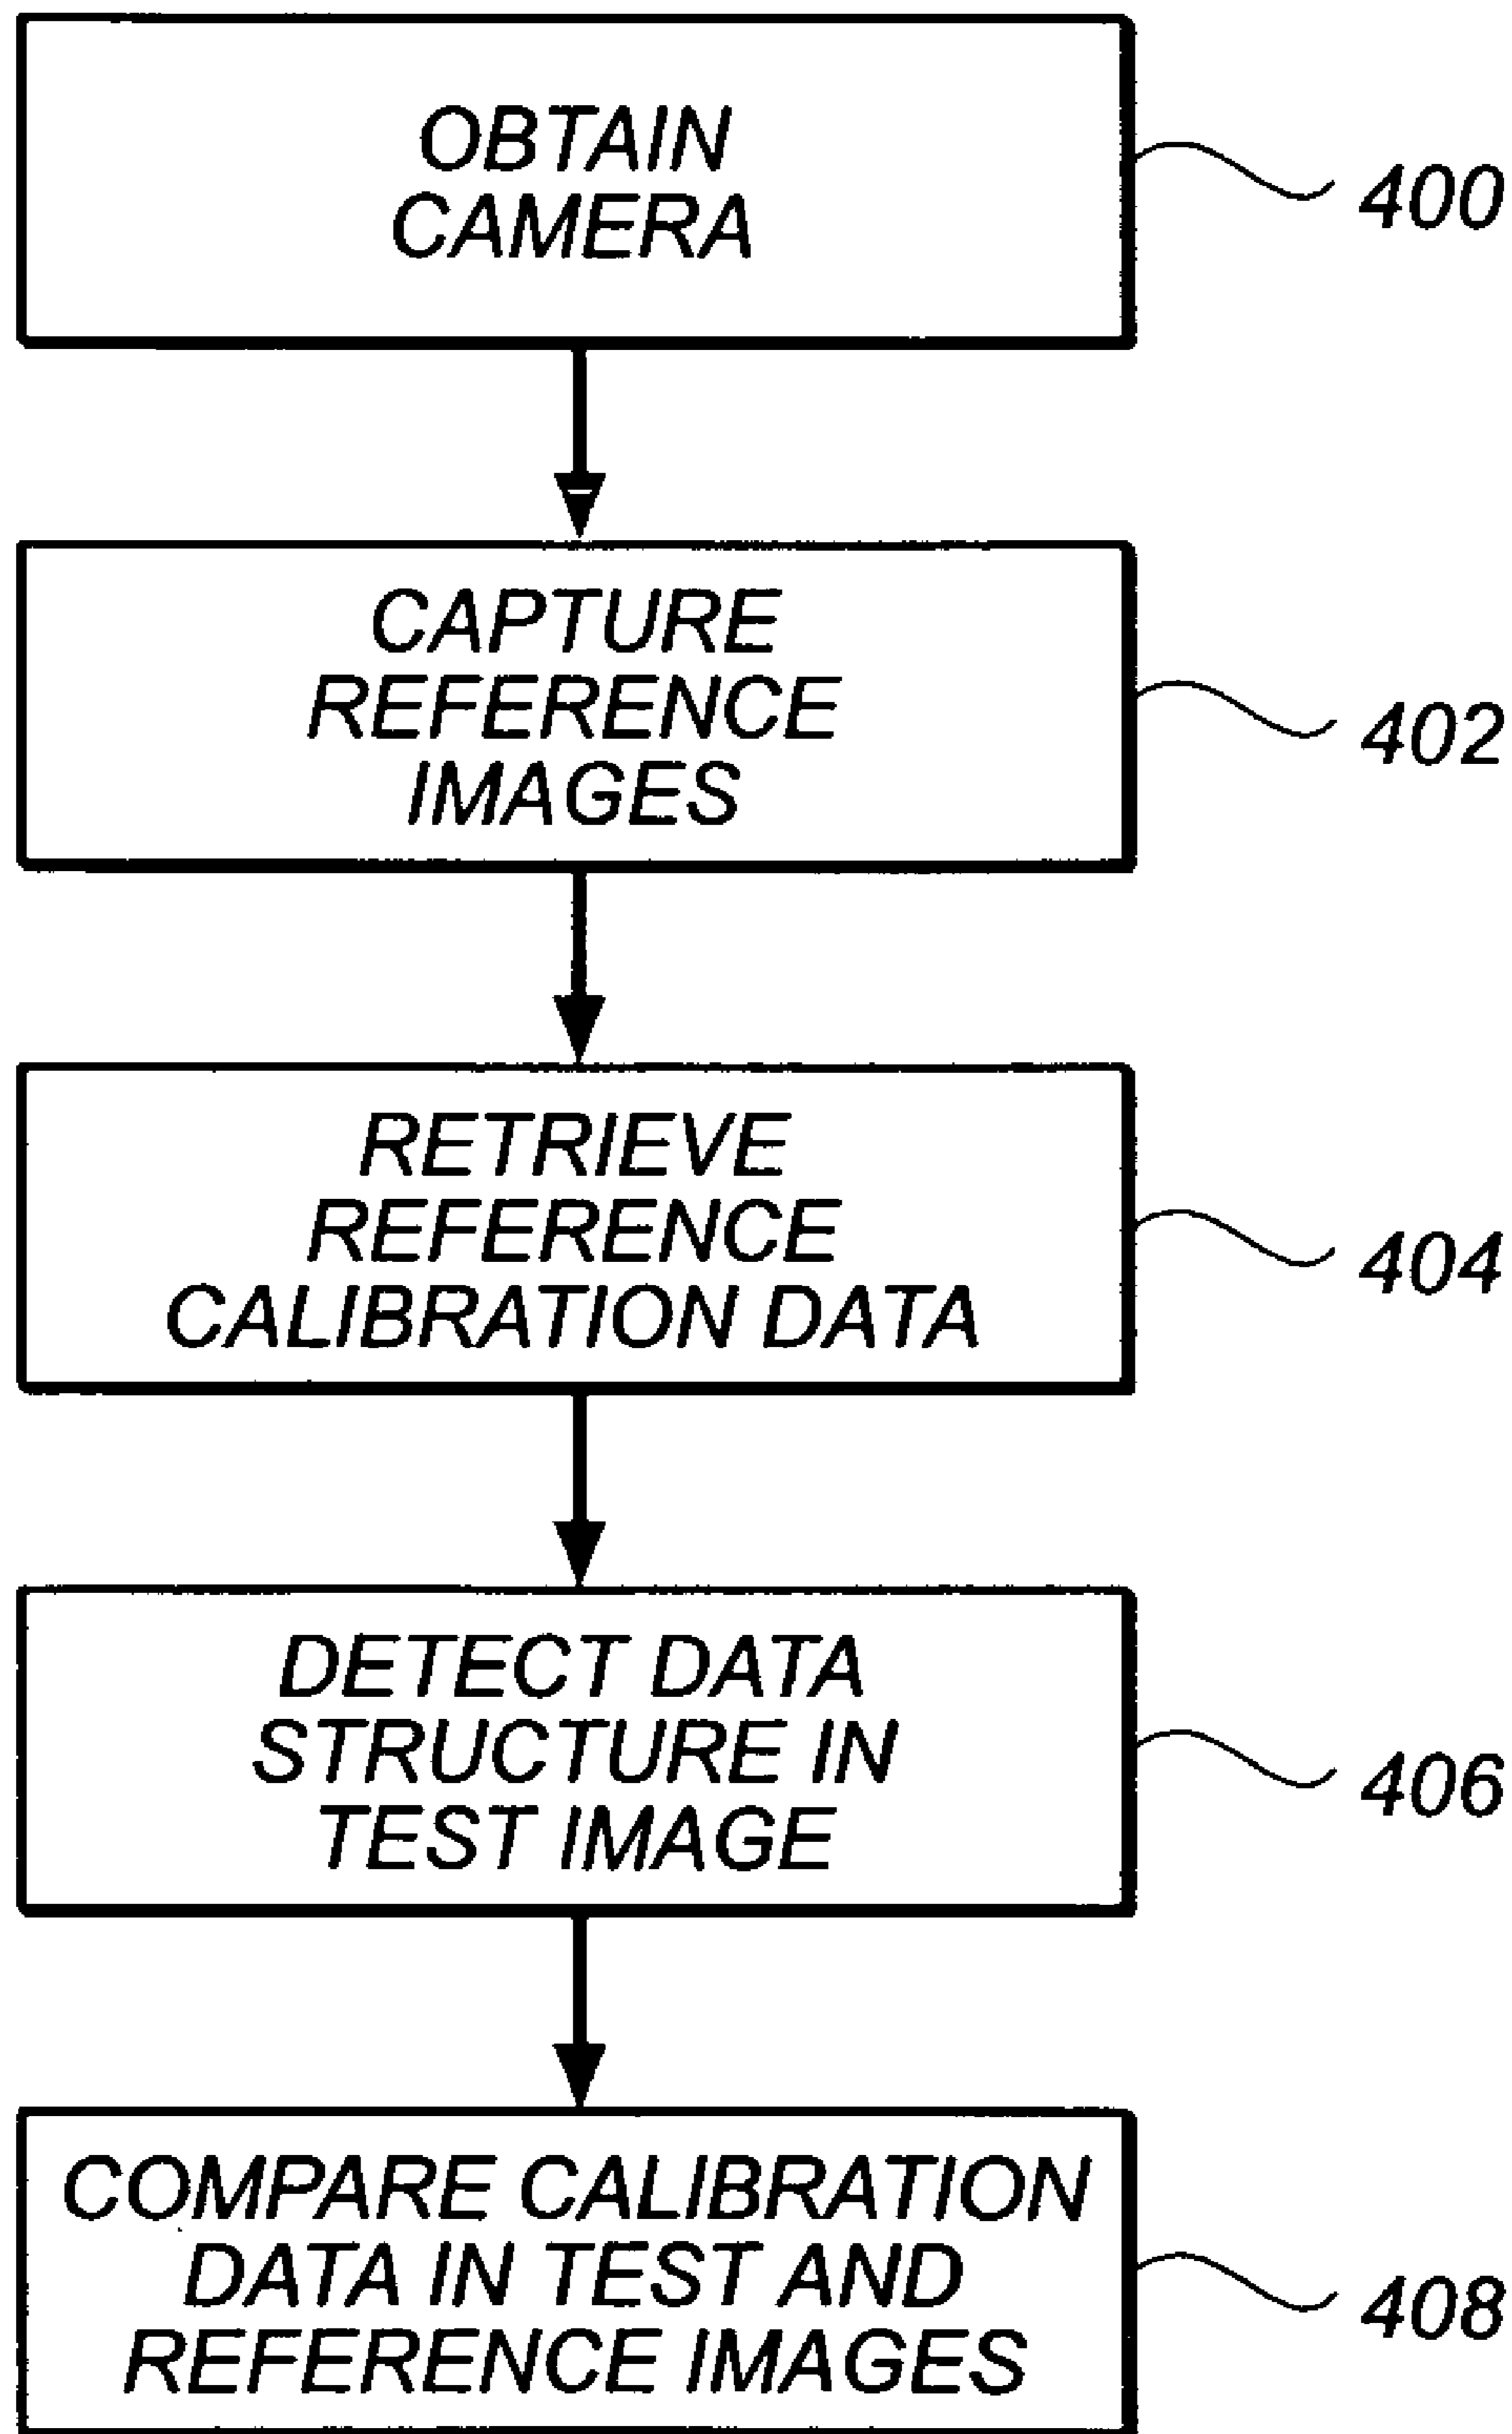 OBTAIN
CAMERA
400
CAPTURE
REFERENCE
IMAGES
402
RETRIEVE
REFERENCE
CALIBRATION DATA
404
DETECT DATA
STRUCTURE IN
TEST IMAGE
406
COMPARE CALIBRATION
DATA IN TEST AND
REFERENCE IMAGES
408